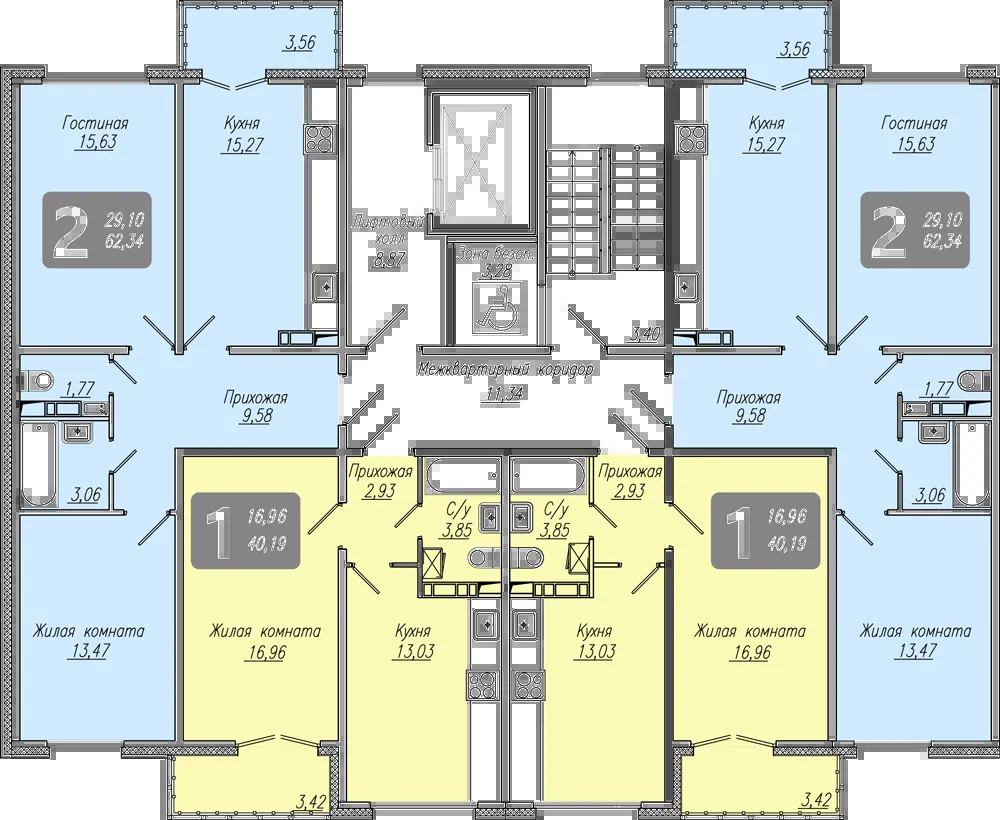 3,56
3,56
Гостиная
15,63
Кухня
15,27
Кухня
15,27
Гостиная
15,63
2
29,10
62,34
Лифтовый
холл
8,87
Зона безоп.
3,28
2
29,10
62,34
3,40
Межквартирный коридор
11,34
1,77
Прихожая
9,58
Прихожая
9,58
1,77
3,06
Прихожая
2,93
Прихожая
2,93
3,06
1
16,96
40,19
С/у
3,85
С/у
3,85
1
16,96
40,19
Жилая комната
13,47
Жилая комната
16,96
Кухня
13,03
Кухня
13,03
Жилая комната
16,96
Жилая комната
13,47
3,42
3,42